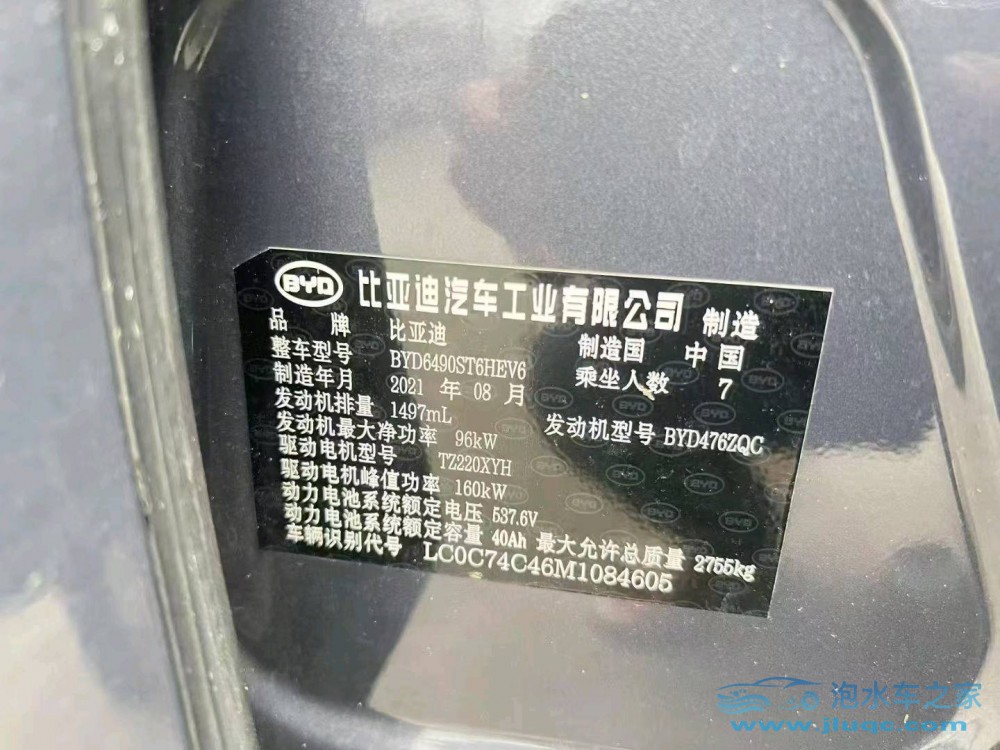 BYD 比亚迪汽车工业有限公司 制造
品 牌 比亚迪 制造国 中国
整车型号 BYD6490ST6HEV6 乘坐人数 7
制造年月 2021 年 08 月
发动机排量 1497mL 发动机型号 BYD476ZQC
发动机最大净功率 96kW
驱动电机型号 TZ220XYH
驱动电机峰值功率 160kW
动力电池系统额定电压 537.6V
动力电池系统额定容量 40Ah 最大允许总质量 2755kg
车辆识别代号 LC0C74C46M1084605
泡水车之家
www.jluqc.com